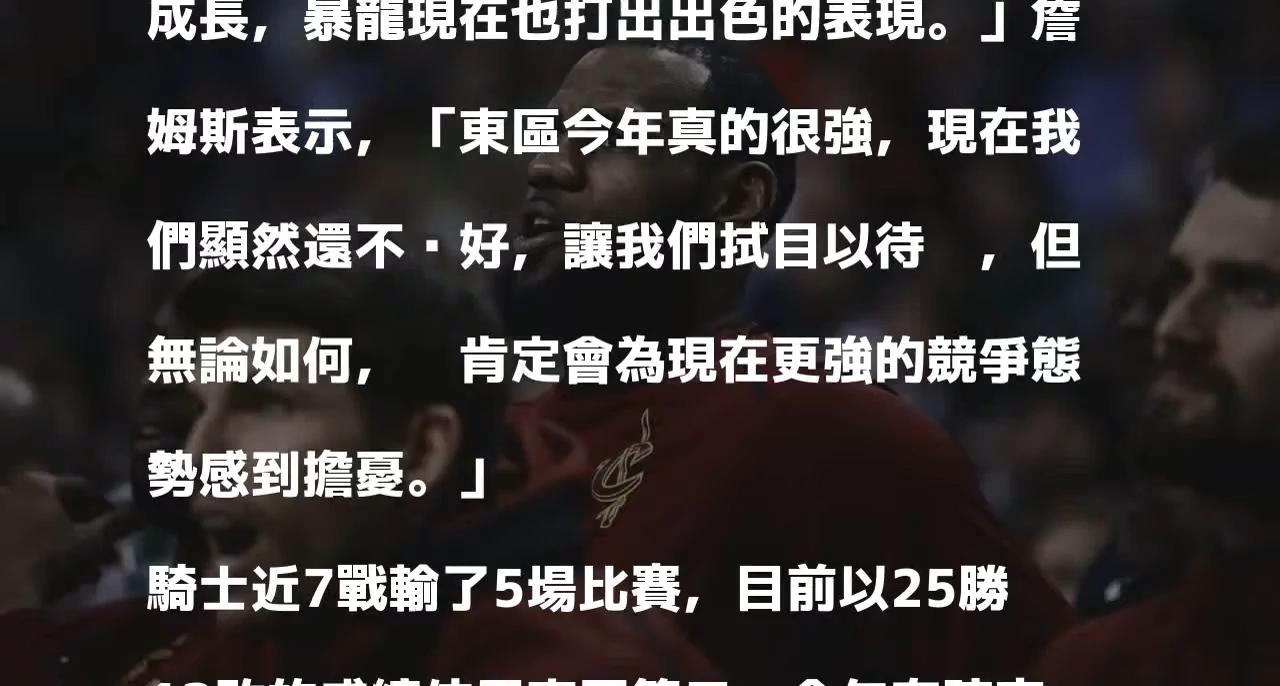 成長，暴龍現在也打出出色的表現。」詹
姆斯表示，「東區今年真的很強，現在我
們顯然還不·好，讓我們拭目以待　，但
無論如何，　肯定會為現在更強的競爭態
勢感到擔憂。」
騎士近7戰輸了5場比賽，目前以25勝